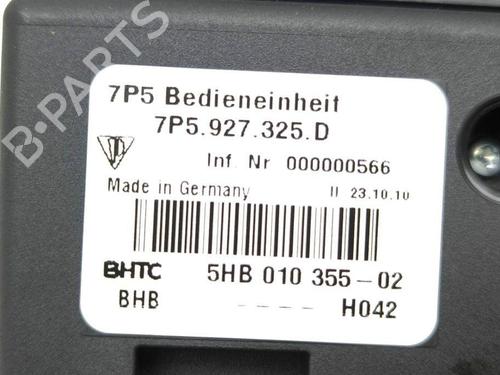 B-PARTS
7P5 Bedieneinheit
7P5.927.325.D
Inf. Nr 000000566
Made in Germany II 23.10.10
BHTC 5HB 010 355-02
BHB ---- H042